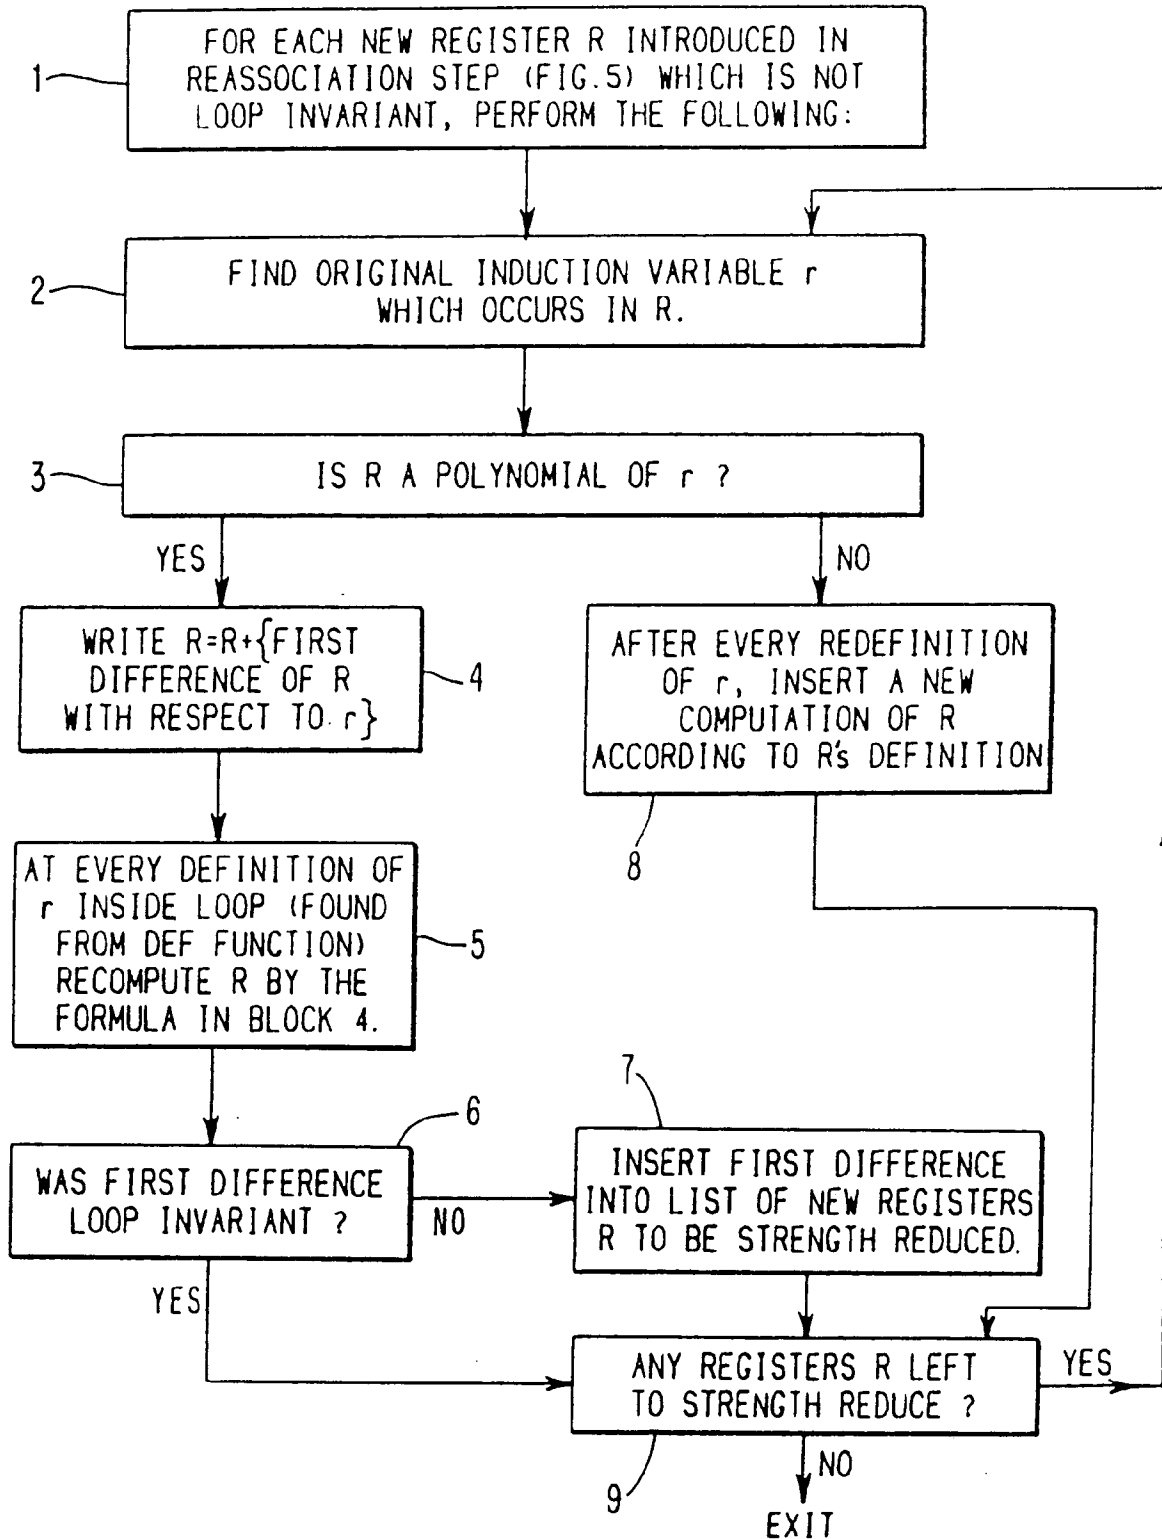 FOR EACH NEW REGISTER R INTRODUCED IN
REASSOCIATION STEP (FIG.5) WHICH IS NOT
LOOP INVARIANT, PERFORM THE FOLLOWING:
1
FIND ORIGINAL INDUCTION VARIABLE r
WHICH OCCURS IN R.
2
IS R A POLYNOMIAL OF r ?
3
YES
NO
WRITE R=R+{FIRST
DIFFERENCE OF R
WITH RESPECT TO r}
4
AFTER EVERY REDEFINITION
OF r, INSERT A NEW
COMPUTATION OF R
ACCORDING TO R's DEFINITION
8
AT EVERY DEFINITION OF
r INSIDE LOOP (FOUND
FROM DEF FUNCTION)
RECOMPUTE R BY THE
FORMULA IN BLOCK 4.
5
6
WAS FIRST DIFFERENCE
LOOP INVARIANT ?
NO
YES
7
INSERT FIRST DIFFERENCE
INTO LIST OF NEW REGISTERS
R TO BE STRENGTH REDUCED.
ANY REGISTERS R LEFT
TO STRENGTH REDUCE ?
YES
9
NO
EXIT